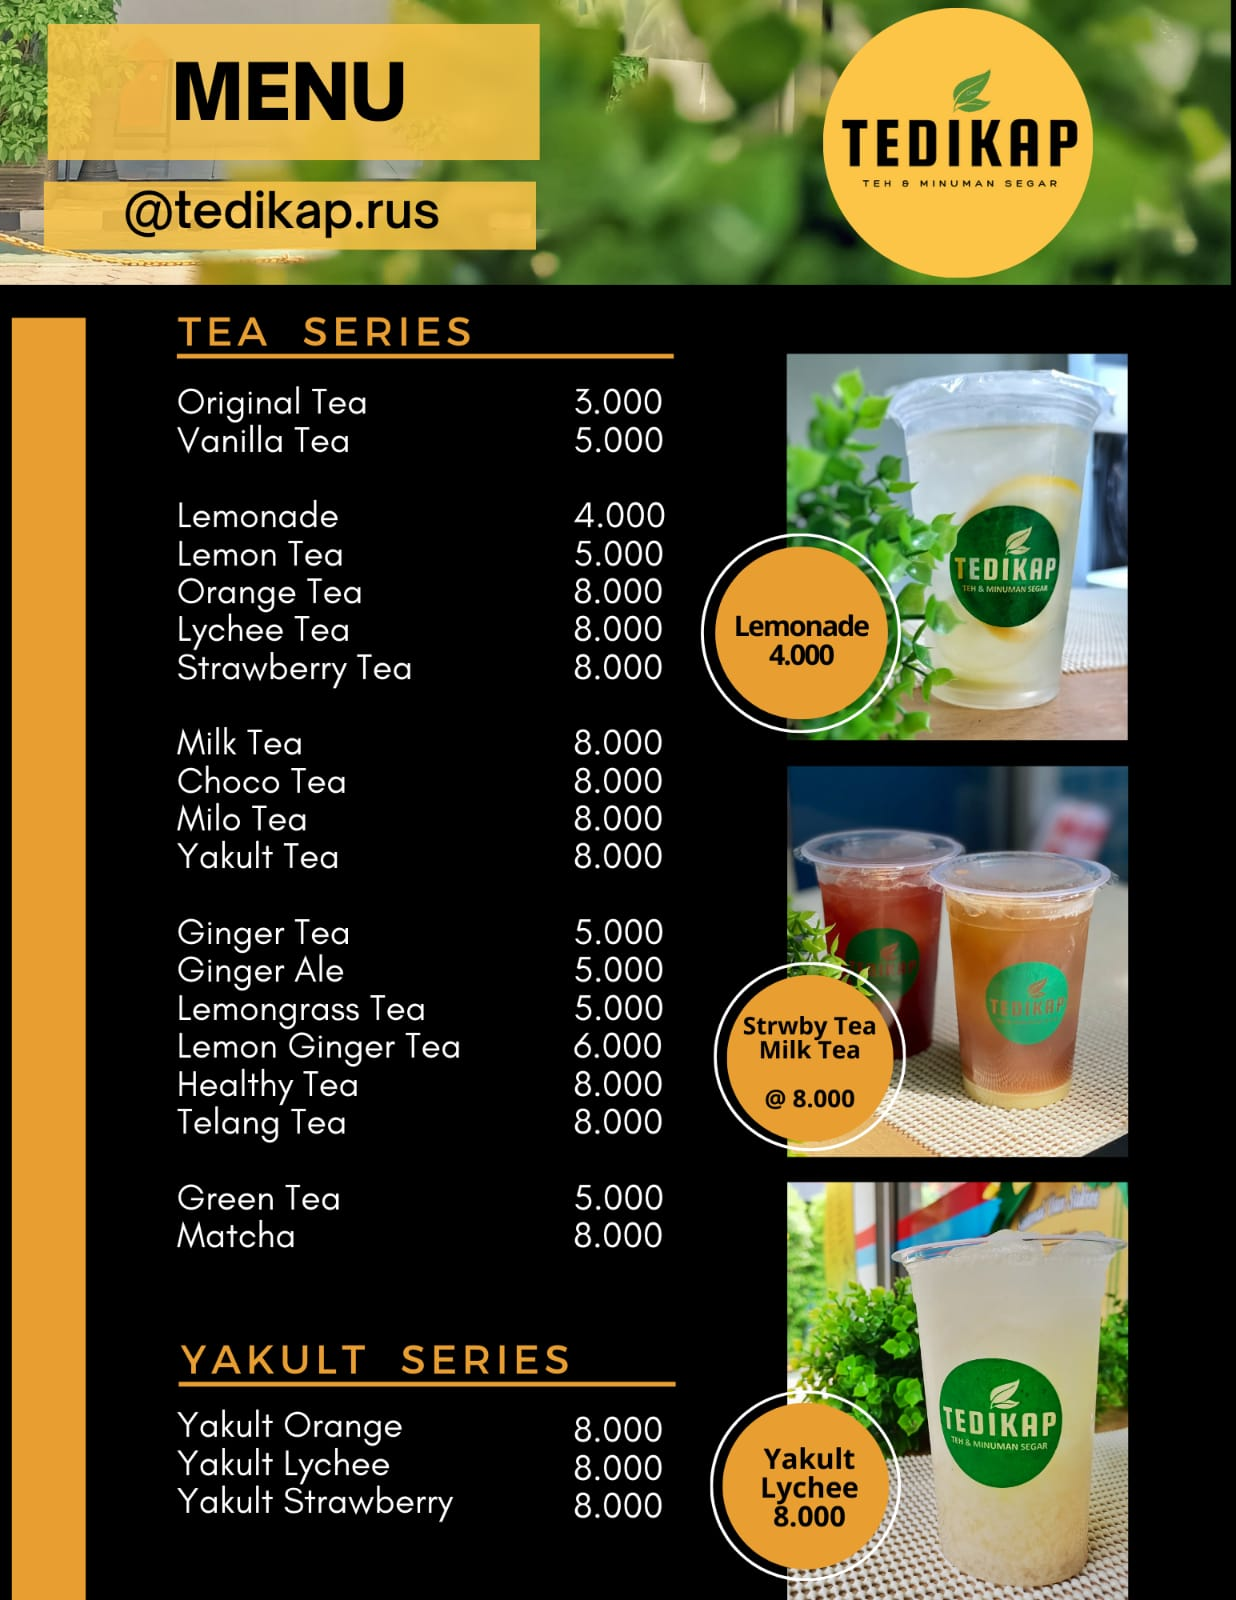 MENU
@tedikap.rus
TEDIKAP
TEH & MINUMAN SEGAR
TEA SERIES
Original Tea 3.000
Vanilla Tea 5.000
Lemonade 4.000
Lemon Tea 5.000
Orange Tea 8.000
Lychee Tea 8.000
Strawberry Tea 8.000
Milk Tea 8.000
Choco Tea 8.000
Milo Tea 8.000
Yakult Tea 8.000
Ginger Tea 5.000
Ginger Ale 5.000
Lemongrass Tea 5.000
Lemon Ginger Tea 6.000
Healthy Tea 8.000
Telang Tea 8.000
Green Tea 5.000
Matcha 8.000
YAKULT SERIES
Yakult Orange 8.000
Yakult Lychee 8.000
Yakult Strawberry 8.000
TEDIKAP
TEH & MINUMAN SEGAR
Lemonade
4.000
TEDIKAP
Strwby Tea
Milk Tea
@ 8.000
TEDIKAP
TEH & MINUMAN SEGAR
Yakult
Lychee
8.000